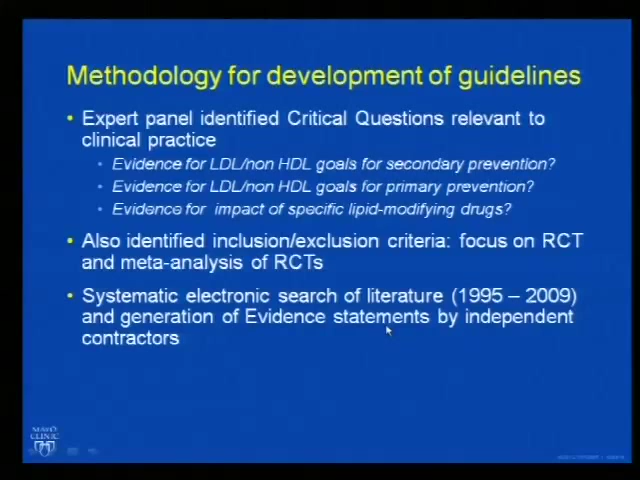 Methodology for development of guidelines
• Expert panel identified Critical Questions relevant to
clinical practice
• Evidence for LDL/non HDL goals for secondary prevention?
• Evidence for LDL/non HDL goals for primary prevention?
• Evidence for  impact of specific lipid-modifying drugs?
• Also identified inclusion/exclusion criteria: focus on RCT
and meta-analysis of RCTs
• Systematic electronic search of literature (1995 – 2009)
and generation of Evidence statements by independent
contractors
MAYO
CLINIC